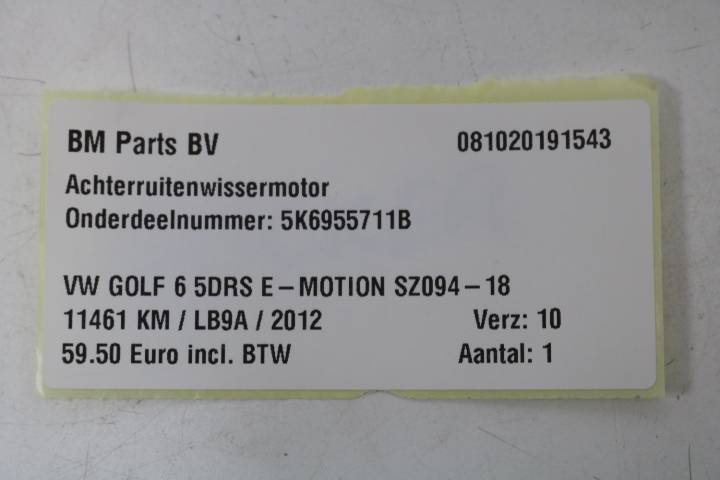 BM Parts BV 081020191543
Achterruitenwissermotor
Onderdeelnummer: 5K6955711B
VW GOLF 6 5DRS E-MOTION SZ094-18
11461 KM / LB9A / 2012 Verz: 10
59.50 Euro incl. BTW Aantal: 1